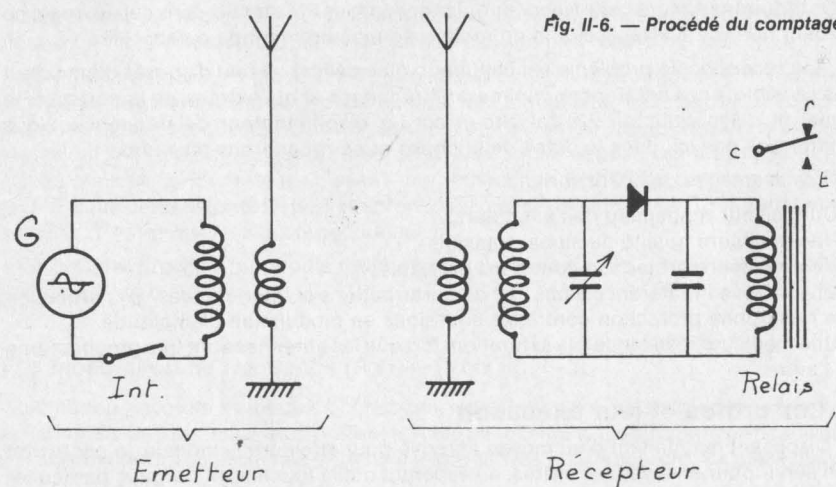 Fig. II-6. — Procédé du comptage
r
c
t
G
Int.
Relais
Emetteur
Récepteur